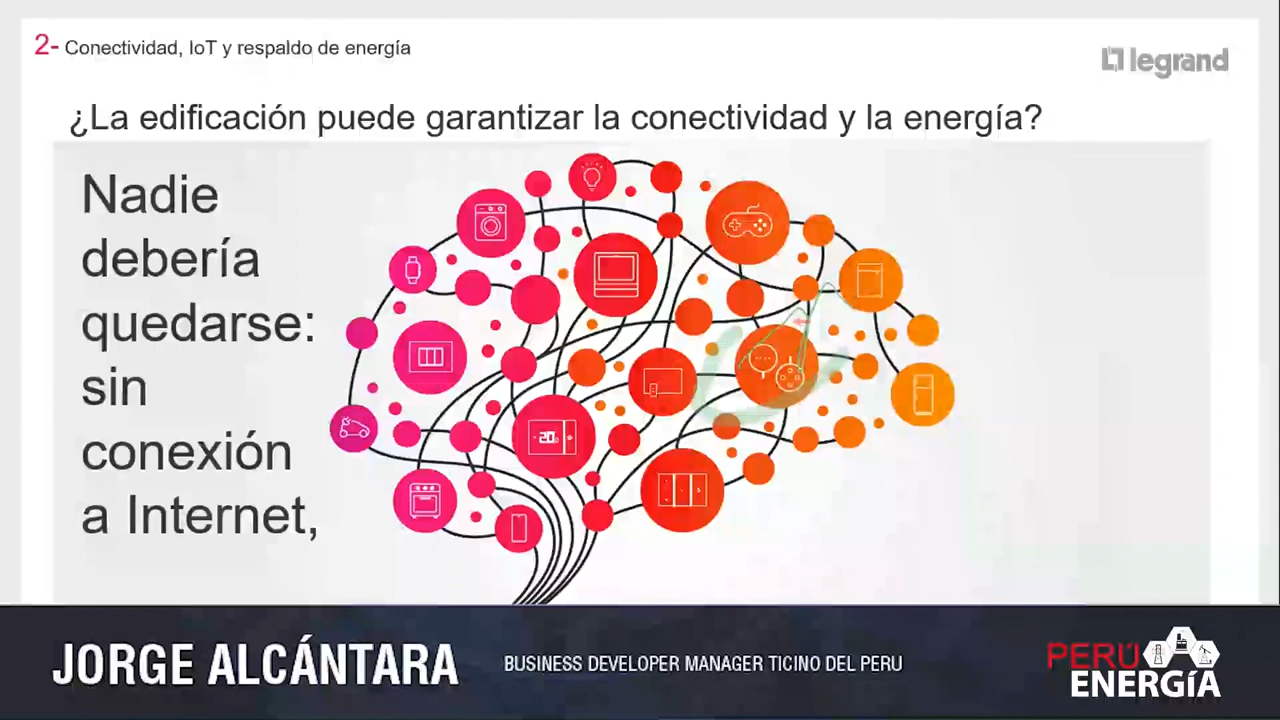 2- Conectividad, IoT y respaldo de energía
legrand
¿La edificación puede garantizar la conectividad y la energía?
Nadie
debería
quedarse:
sin
conexión
a Internet,
20
JORGE ALCÁNTARA
BUSINESS DEVELOPER MANAGER TICINO DEL PERU
PERÚ
ENERGíA